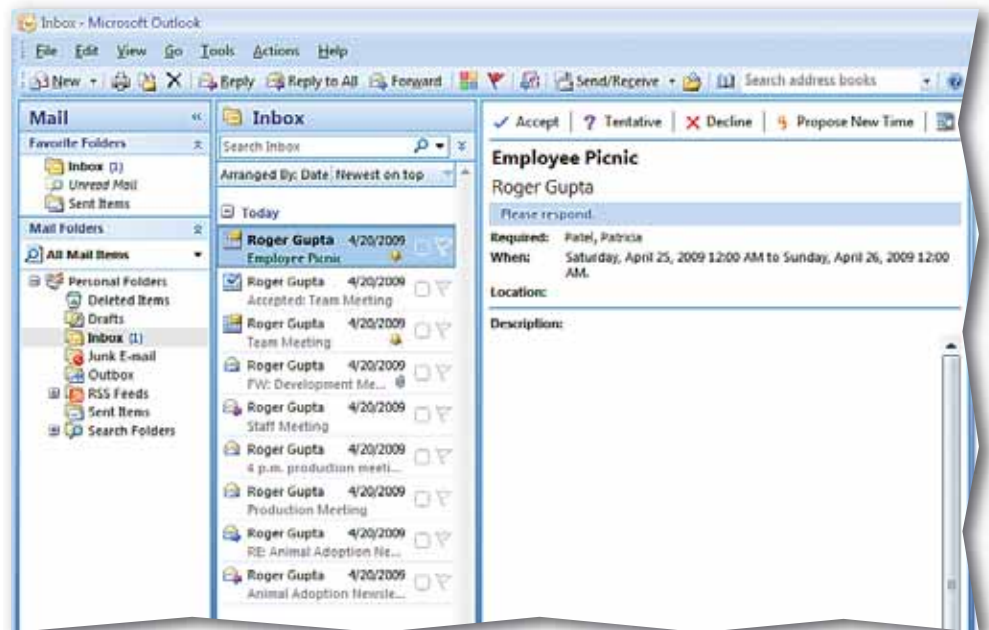 Inbox - Microsoft Outlook
File Edit View Go Tools Actions Help
New Reply Reply to All Forward Send/Receive Search address books
Mail
Favorite Folders
Inbox (1)
Unread Mail
Sent Items
Mail Folders
All Mail Items
Personal Folders
Deleted Items
Drafts
Inbox (1)
Junk E-mail
Outbox
RSS Feeds
Sent Items
Search Folders
Inbox
Search Inbox
Arranged By: Date Newest on top
Today
Roger Gupta 4/20/2009
Employee Picnic
Roger Gupta 4/20/2009
Accepted: Team Meeting
Roger Gupta 4/20/2009
Team Meeting
Roger Gupta 4/20/2009
FW: Development Me...
Roger Gupta 4/20/2009
Staff Meeting
Roger Gupta 4/20/2009
4 p.m. production meeti...
Roger Gupta 4/20/2009
Production Meeting
Roger Gupta 4/20/2009
RE: Animal Adoption Ne...
Roger Gupta 4/20/2009
Animal Adoption Newsle...
Accept Tentative Decline Propose New Time
Employee Picnic
Roger Gupta
Please respond.
Required: Patel, Patricia
When: Saturday, April 25, 2009 12:00 AM to Sunday, April 26, 2009 12:00
AM.
Location:
Description: